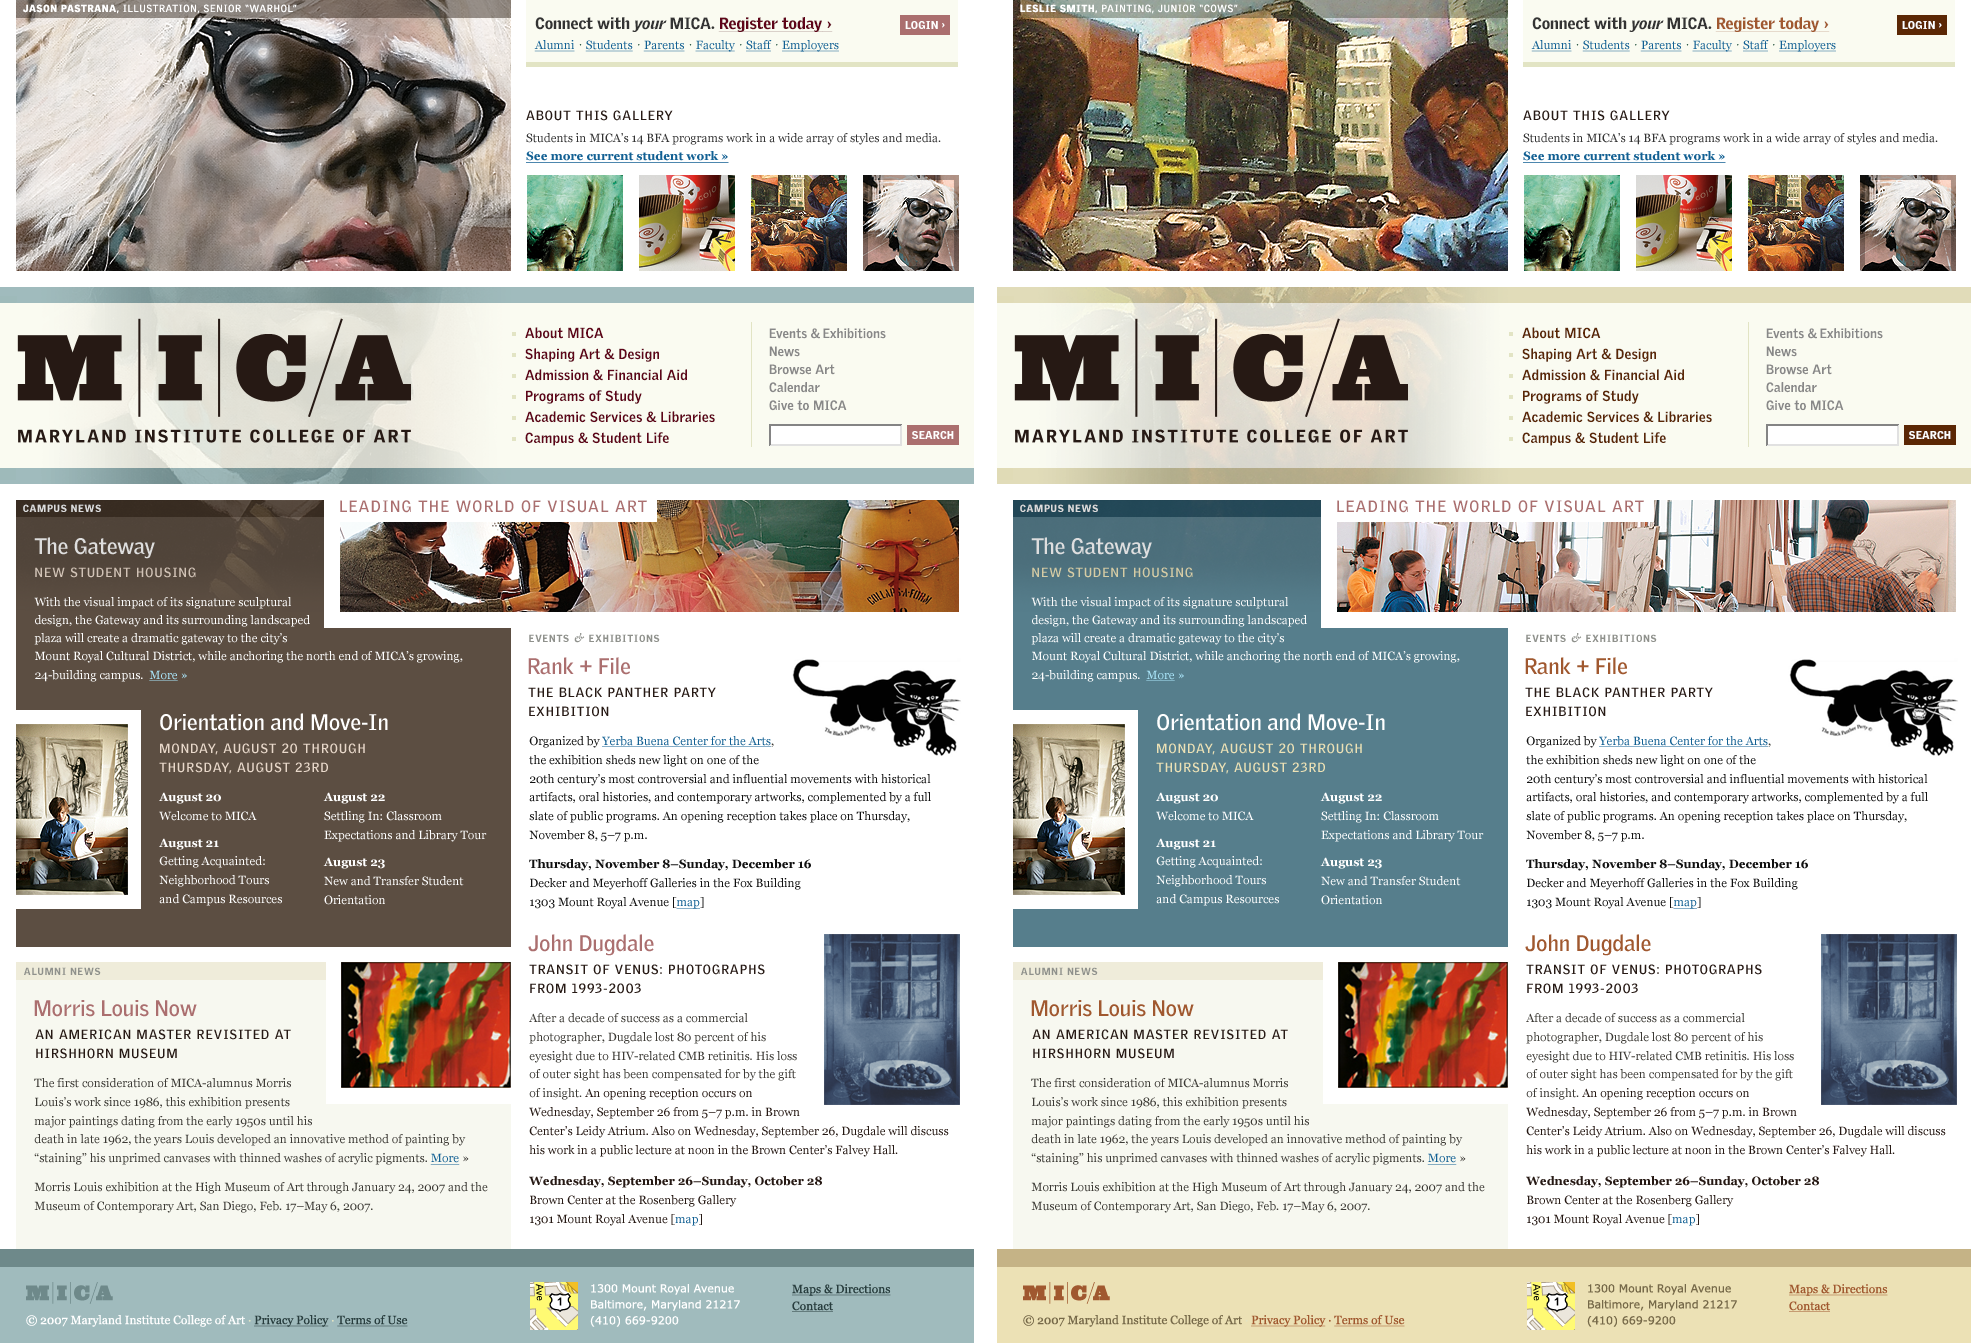 JASON PASTRANA, ILLUSTRATION, SENIOR "WARHOL"
Connect with your MICA. Register today ›
LOGIN ›
Alumni · Students · Parents · Faculty · Staff · Employers
ABOUT THIS GALLERY
Students in MICA's 14 BFA programs work in a wide array of styles and media.
See more current student work »
MICA
MARYLAND INSTITUTE COLLEGE OF ART
About MICA
Shaping Art & Design
Admission & Financial Aid
Programs of Study
Academic Services & Libraries
Campus & Student Life
Events & Exhibitions
News
Browse Art
Calendar
Give to MICA
SEARCH
CAMPUS NEWS
The Gateway
NEW STUDENT HOUSING
With the visual impact of its signature sculptural
design, the Gateway and its surrounding landscaped
plaza will create a dramatic gateway to the city's
Mount Royal Cultural District, while anchoring the north end of MICA's growing,
24-building campus. More »
Orientation and Move-In
MONDAY, AUGUST 20 THROUGH
THURSDAY, AUGUST 23RD
August 20
Welcome to MICA
August 21
Getting Acquainted:
Neighborhood Tours
and Campus Resources
August 22
Settling In: Classroom
Expectations and Library Tour
August 23
New and Transfer Student
Orientation
ALUMNI NEWS
Morris Louis Now
AN AMERICAN MASTER REVISITED AT
HIRSHHORN MUSEUM
The first consideration of MICA-alumnus Morris
Louis's work since 1986, this exhibition presents
major paintings dating from the early 1950s until his
death in late 1962, the years Louis developed an innovative method of painting by
“staining” his unprimed canvases with thinned washes of acrylic pigments. More »
Morris Louis exhibition at the High Museum of Art through January 24, 2007 and the
Museum of Contemporary Art, San Diego, Feb. 17–May 6, 2007.
LEADING THE WORLD OF VISUAL ART
EVENTS & EXHIBITIONS
Rank + File
THE BLACK PANTHER PARTY
EXHIBITION
Organized by Yerba Buena Center for the Arts,
the exhibition sheds new light on one of the
20th century's most controversial and influential movements with historical
artifacts, oral histories, and contemporary artworks, complemented by a full
slate of public programs. An opening reception takes place on Thursday,
November 8, 5–7 p.m.
Thursday, November 8–Sunday, December 16
Decker and Meyerhoff Galleries in the Fox Building
1303 Mount Royal Avenue [map]
John Dugdale
TRANSIT OF VENUS: PHOTOGRAPHS
FROM 1993-2003
After a decade of success as a commercial
photographer, Dugdale lost 80 percent of his
eyesight due to HIV-related CMB retinitis. His loss
of outer sight has been compensated for by the gift
of insight. An opening reception occurs on
Wednesday, September 26 from 5–7 p.m. in Brown
Center's Leidy Atrium. Also on Wednesday, September 26, Dugdale will discuss
his work in a public lecture at noon in the Brown Center's Falvey Hall.
Wednesday, September 26–Sunday, October 28
Brown Center at the Rosenberg Gallery
1301 Mount Royal Avenue [map]
MICA
© 2007 Maryland Institute College of Art · Privacy Policy · Terms of Use
Ave
1
1300 Mount Royal Avenue
Baltimore, Maryland 21217
(410) 669-9200
Maps & Directions
Contact
LESLIE SMITH, PAINTING, JUNIOR "COWS"
Connect with your MICA. Register today ›
LOGIN ›
Alumni · Students · Parents · Faculty · Staff · Employers
ABOUT THIS GALLERY
Students in MICA's 14 BFA programs work in a wide array of styles and media.
See more current student work »
MICA
MARYLAND INSTITUTE COLLEGE OF ART
About MICA
Shaping Art & Design
Admission & Financial Aid
Programs of Study
Academic Services & Libraries
Campus & Student Life
Events & Exhibitions
News
Browse Art
Calendar
Give to MICA
SEARCH
CAMPUS NEWS
The Gateway
NEW STUDENT HOUSING
With the visual impact of its signature sculptural
design, the Gateway and its surrounding landscaped
plaza will create a dramatic gateway to the city's
Mount Royal Cultural District, while anchoring the north end of MICA's growing,
24-building campus. More »
Orientation and Move-In
MONDAY, AUGUST 20 THROUGH
THURSDAY, AUGUST 23RD
August 20
Welcome to MICA
August 21
Getting Acquainted:
Neighborhood Tours
and Campus Resources
August 22
Settling In: Classroom
Expectations and Library Tour
August 23
New and Transfer Student
Orientation
ALUMNI NEWS
Morris Louis Now
AN AMERICAN MASTER REVISITED AT
HIRSHHORN MUSEUM
The first consideration of MICA-alumnus Morris
Louis's work since 1986, this exhibition presents
major paintings dating from the early 1950s until his
death in late 1962, the years Louis developed an innovative method of painting by
“staining” his unprimed canvases with thinned washes of acrylic pigments. More »
Morris Louis exhibition at the High Museum of Art through January 24, 2007 and the
Museum of Contemporary Art, San Diego, Feb. 17–May 6, 2007.
LEADING THE WORLD OF VISUAL ART
EVENTS & EXHIBITIONS
Rank + File
THE BLACK PANTHER PARTY
EXHIBITION
Organized by Yerba Buena Center for the Arts,
the exhibition sheds new light on one of the
20th century's most controversial and influential movements with historical
artifacts, oral histories, and contemporary artworks, complemented by a full
slate of public programs. An opening reception takes place on Thursday,
November 8, 5–7 p.m.
Thursday, November 8–Sunday, December 16
Decker and Meyerhoff Galleries in the Fox Building
1303 Mount Royal Avenue [map]
John Dugdale
TRANSIT OF VENUS: PHOTOGRAPHS
FROM 1993-2003
After a decade of success as a commercial
photographer, Dugdale lost 80 percent of his
eyesight due to HIV-related CMB retinitis. His loss
of outer sight has been compensated for by the gift
of insight. An opening reception occurs on
Wednesday, September 26 from 5–7 p.m. in Brown
Center's Leidy Atrium. Also on Wednesday, September 26, Dugdale will discuss
his work in a public lecture at noon in the Brown Center's Falvey Hall.
Wednesday, September 26–Sunday, October 28
Brown Center at the Rosenberg Gallery
1301 Mount Royal Avenue [map]
MICA
© 2007 Maryland Institute College of Art Privacy Policy · Terms of Use
Ave
1
1300 Mount Royal Avenue
Baltimore, Maryland 21217
(410) 669-9200
Maps & Directions
Contact